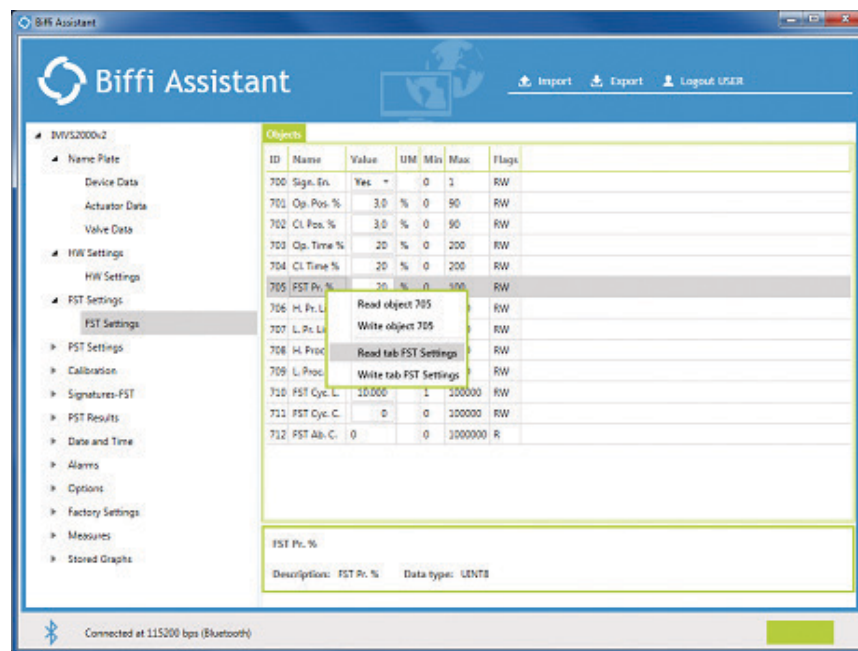 Biffi Assistant
Biffi Assistant
Import Export Logout USER
IMVS2000v2
Name Plate
Device Data
Actuator Data
Valve Data
HW Settings
HW Settings
FST Settings
FST Settings
PST Settings
Calibration
Signatures-FST
PST Results
Date and Time
Alarms
Options
Factory Settings
Measures
Stored Graphs
Objects
ID Name Value UM Min Max Flags
700 Sign. En. Yes 0 1 RW
701 Op. Pos. % 3,0 % 0 90 RW
702 Cl. Pos. % 3,0 % 0 90 RW
703 Op. Time % 20 % 0 200 RW
704 Cl. Time % 20 % 0 200 RW
705 FST Pr. % 20 % 0 100 RW
706 H. Pr. RW
707 L. Pr. RW
708 H. Proc RW
709 L. Proc. RW
710 FST Cyc. L. 10.000 1 100000 RW
711 FST Cyc. C. 0 0 100000 RW
712 FST Ab. C. 0 0 1000000 R
Read object 705
Write object 705
Read tab FST Settings
Write tab FST Settings
FST Pr. %
Description: FST Pr. % Data type: UINT8
Connected at 115200 bps (Bluetooth)